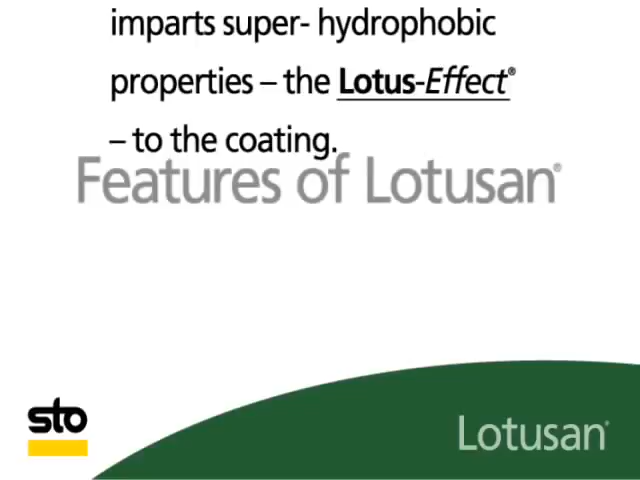 imparts super- hydrophobic
properties – the Lotus-Effect®
– to the coating.
Features of Lotusan®
sto
Lotusan®